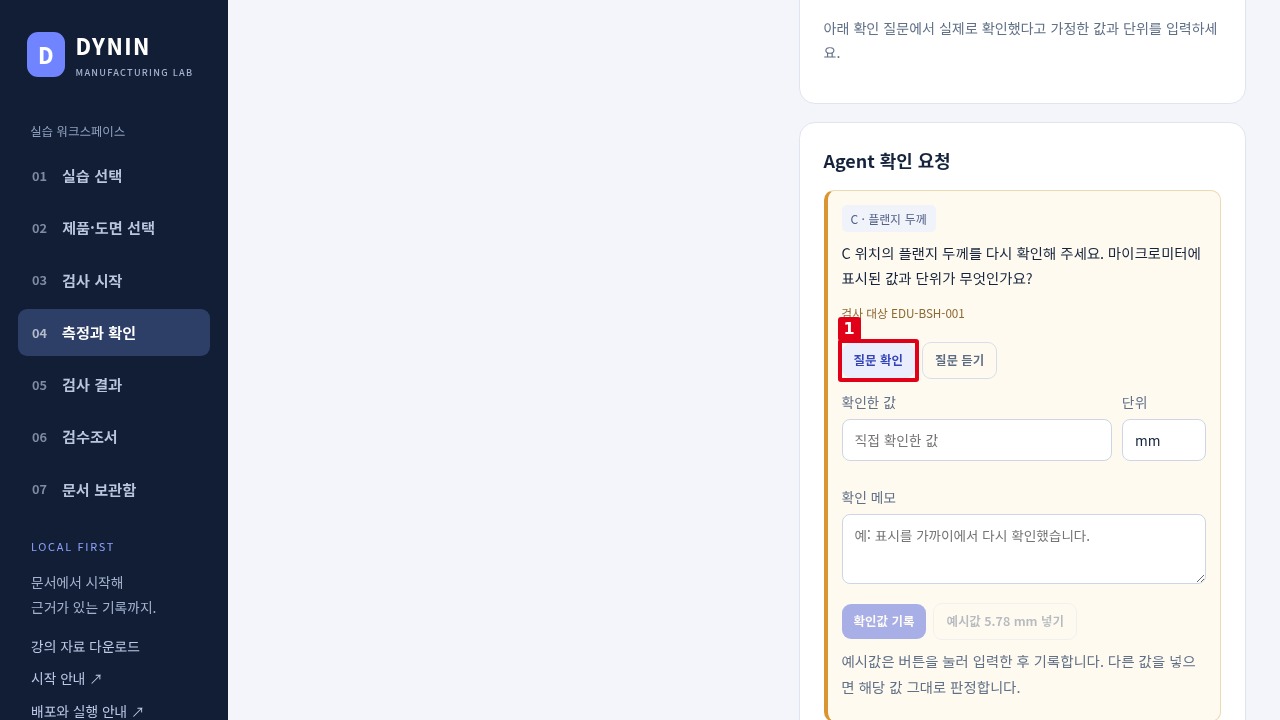 D
DYNIN
MANUFACTURING LAB
실습 워크스페이스
01 실습 선택
02 제품·도면 선택
03 검사 시작
04 측정과 확인
05 검사 결과
06 검수조서
07 문서 보관함
LOCAL FIRST
문서에서 시작해
근거가 있는 기록까지.
강의 자료 다운로드
시작 안내 ↗
배포와 실행 안내 ↗
아래 확인 질문에서 실제로 확인했다고 가정한 값과 단위를 입력하세
요.
Agent 확인 요청
C · 플랜지 두께
C 위치의 플랜지 두께를 다시 확인해 주세요. 마이크로미터에
표시된 값과 단위가 무엇인가요?
검사 대상 EDU-BSH-001
1
질문 확인 질문 듣기
확인한 값 단위
직접 확인한 값 mm
확인 메모
예: 표시를 가까이에서 다시 확인했습니다.
확인값 기록 예시값 5.78 mm 넣기
예시값은 버튼을 눌러 입력한 후 기록합니다. 다른 값을 넣으
면 해당 값 그대로 판정합니다.